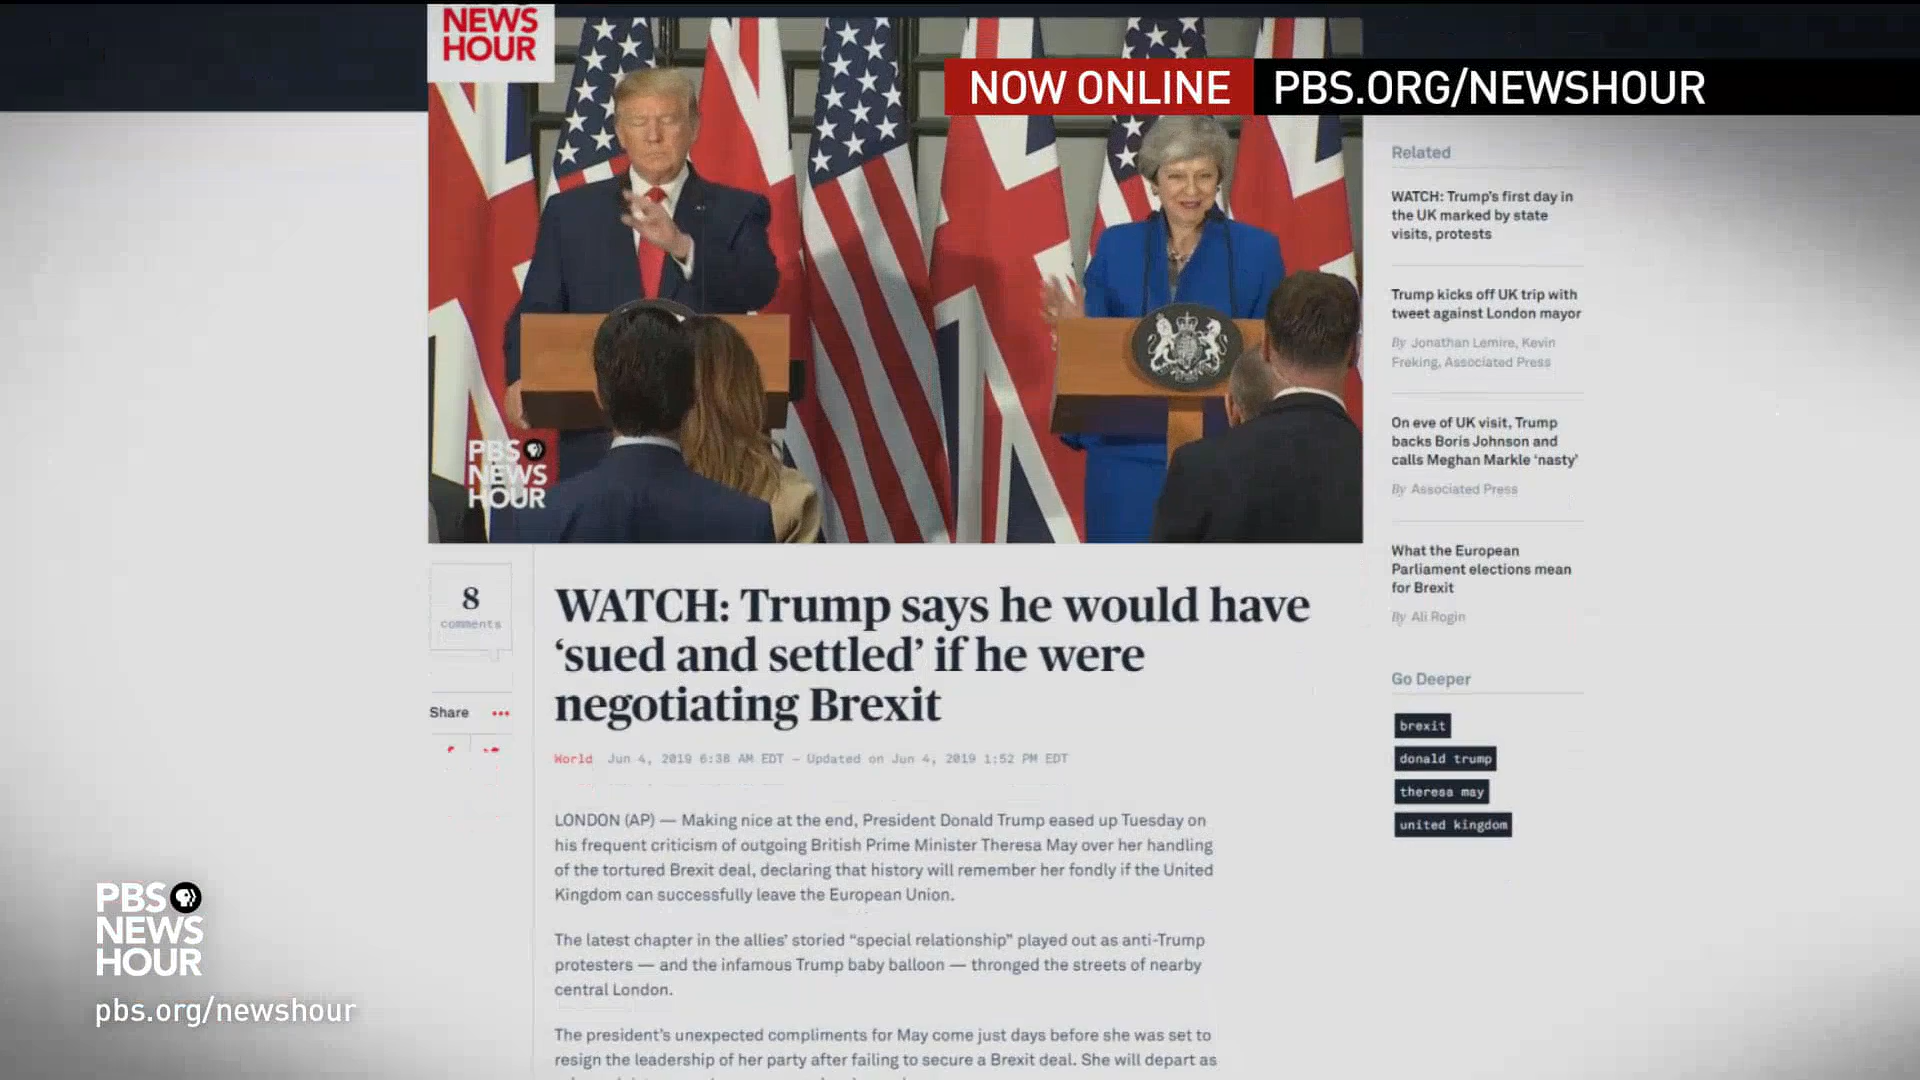 NEWS
HOUR
NOW ONLINE PBS.ORG/NEWSHOUR
PBS
NEWS
HOUR
8
comments
Share
WATCH: Trump says he would have
‘sued and settled’ if he were
negotiating Brexit
World Jun 4, 2019 6:38 AM EDT — Updated on Jun 4, 2019 1:52 PM EDT
LONDON (AP) — Making nice at the end, President Donald Trump eased up Tuesday on
his frequent criticism of outgoing British Prime Minister Theresa May over her handling
of the tortured Brexit deal, declaring that history will remember her fondly if the United
Kingdom can successfully leave the European Union.
The latest chapter in the allies’ storied “special relationship” played out as anti-Trump
protesters — and the infamous Trump baby balloon — thronged the streets of nearby
central London.
The president’s unexpected compliments for May come just days before she was set to
resign the leadership of her party after failing to secure a Brexit deal. She will depart as
Related
WATCH: Trump’s first day in
the UK marked by state
visits, protests
Trump kicks off UK trip with
tweet against London mayor
By Jonathan Lemire, Kevin
Freking, Associated Press
On eve of UK visit, Trump
backs Boris Johnson and
calls Meghan Markle ‘nasty’
By Associated Press
What the European
Parliament elections mean
for Brexit
By Ali Rogin
Go Deeper
brexit
donald trump
theresa may
united kingdom
PBS
NEWS
HOUR
pbs.org/newshour